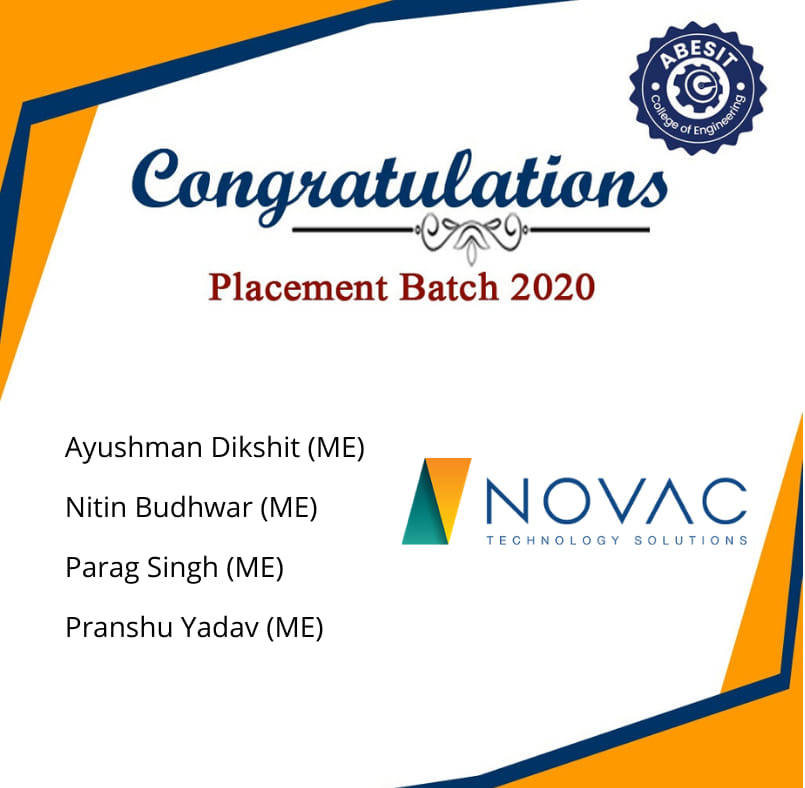 ABESIT
College of Engineering
Congratulations
Placement Batch 2020
Ayushman Dikshit (ME)
Nitin Budhwar (ME)
Parag Singh (ME)
Pranshu Yadav (ME)
NOVAC
TECHNOLOGY SOLUTIONS